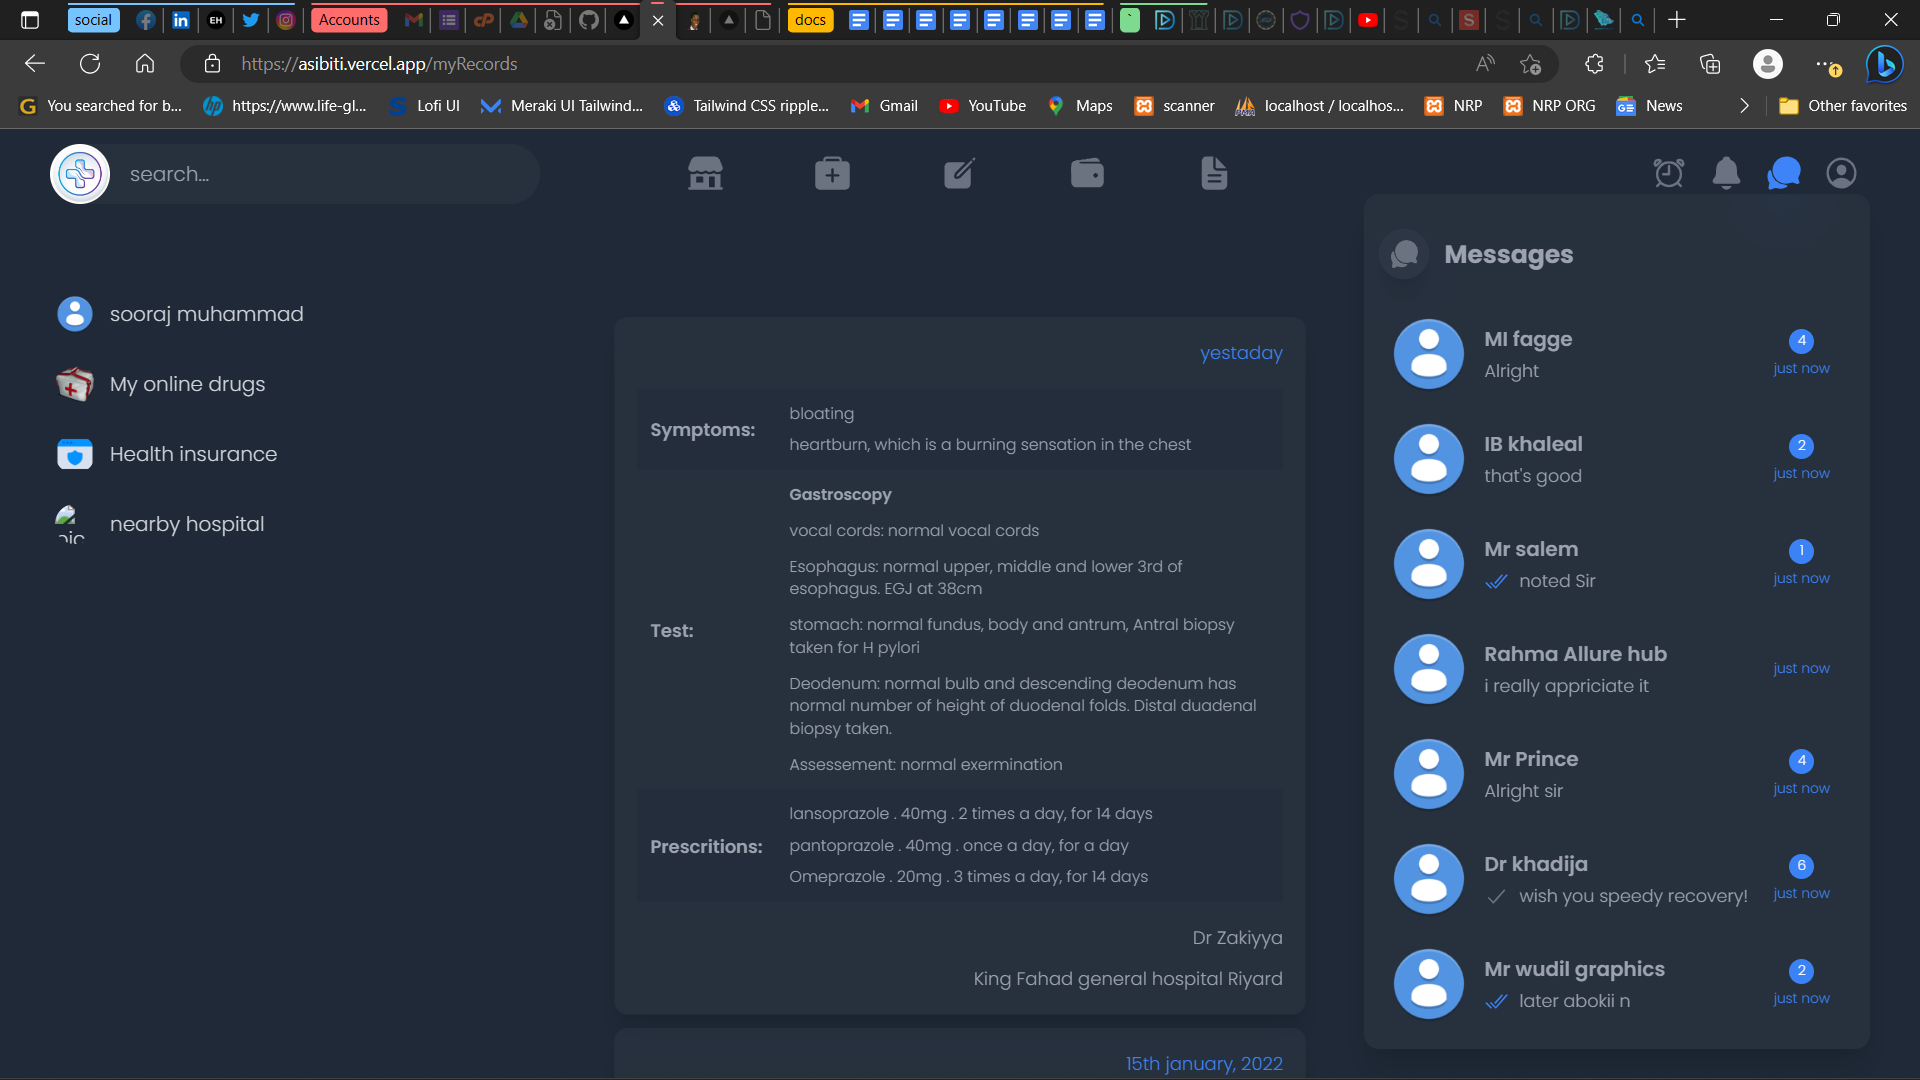 social
EH
Accounts
docs
https://asibiti.vercel.app/myRecords
You searched for b...
https://www.life-gl...
Lofi UI
Meraki UI Tailwind...
Tailwind CSS ripple...
Gmail
YouTube
Maps
scanner
localhost / localhos...
NRP
NRP ORG
News
Other favorites
search...
sooraj muhammad
My online drugs
Health insurance
nearby hospital
yestaday
Symptoms:
bloating
heartburn, which is a burning sensation in the chest
Test:
Gastroscopy
vocal cords: normal vocal cords
Esophagus: normal upper, middle and lower 3rd of
esophagus. EGJ at 38cm
stomach: normal fundus, body and antrum, Antral biopsy
taken for H pylori
Deodenum: normal bulb and descending deodenum has
normal number of height of duodenal folds. Distal duadenal
biopsy taken.
Assessement: normal exermination
Prescritions:
lansoprazole . 40mg . 2 times a day, for 14 days
pantoprazole . 40mg . once a day, for a day
Omeprazole . 20mg . 3 times a day, for 14 days
Dr Zakiyya
King Fahad general hospital Riyard
15th january, 2022
Messages
MI fagge
4
Alright
just now
IB khaleal
2
that's good
just now
Mr salem
1
noted Sir
just now
Rahma Allure hub
just now
i really appriciate it
Mr Prince
4
Alright sir
just now
Dr khadija
6
wish you speedy recovery!
just now
Mr wudil graphics
2
later abokii n
just now